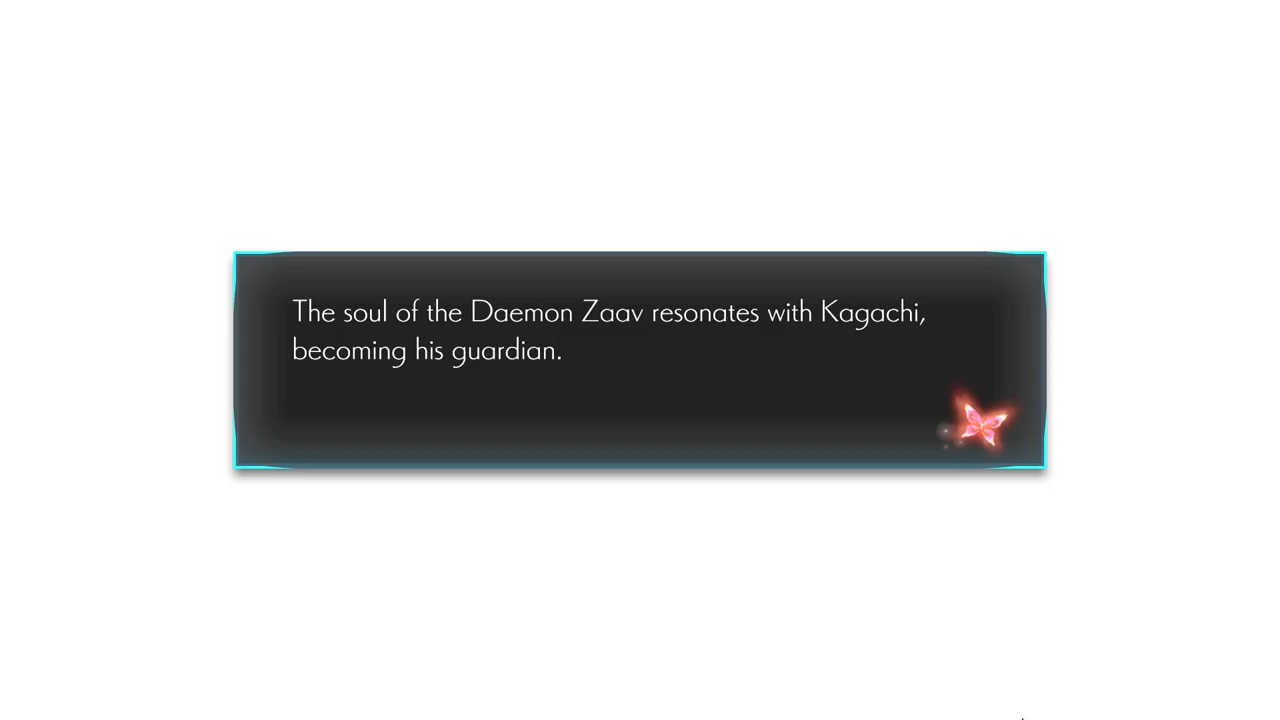 The soul of the Daemon Zaav resonates with Kagachi,
becoming his guardian.